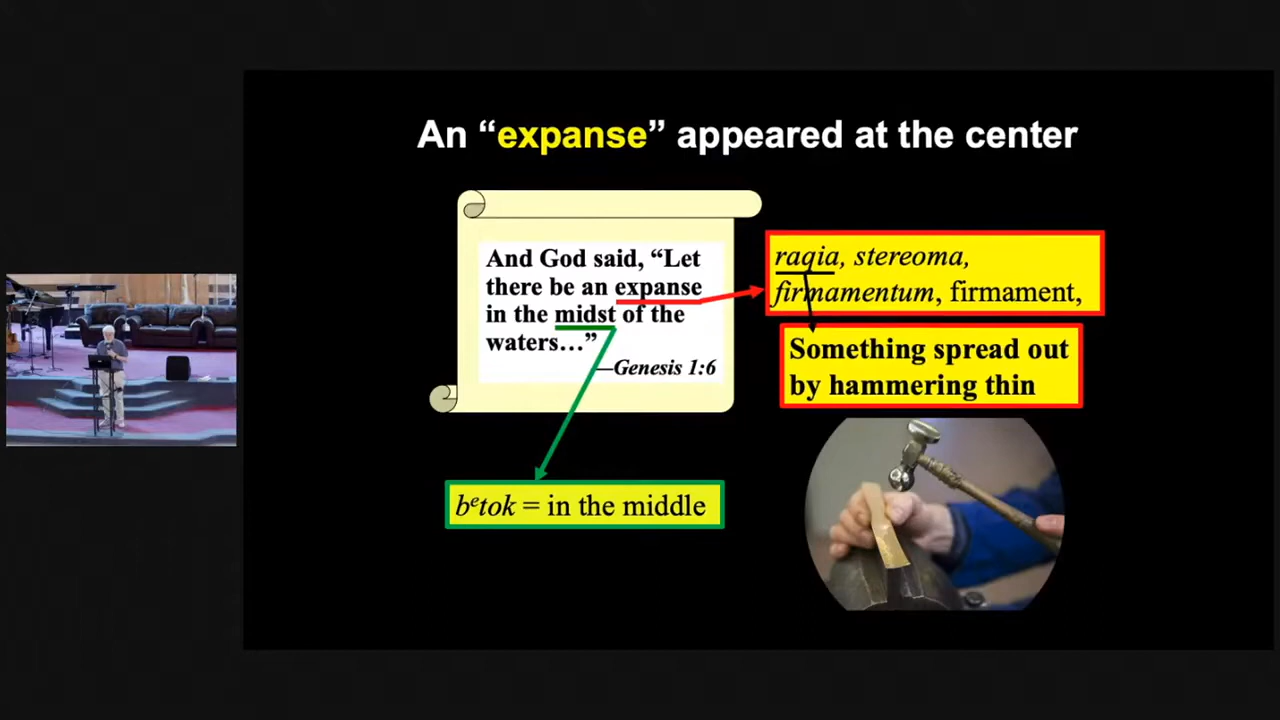 An “expanse” appeared at the center
And God said, “Let
there be an expanse
in the midst of the
waters…”
—Genesis 1:6
raqia, stereoma,
firmamentum, firmament,
Something spread out
by hammering thin
bᵉtok = in the middle